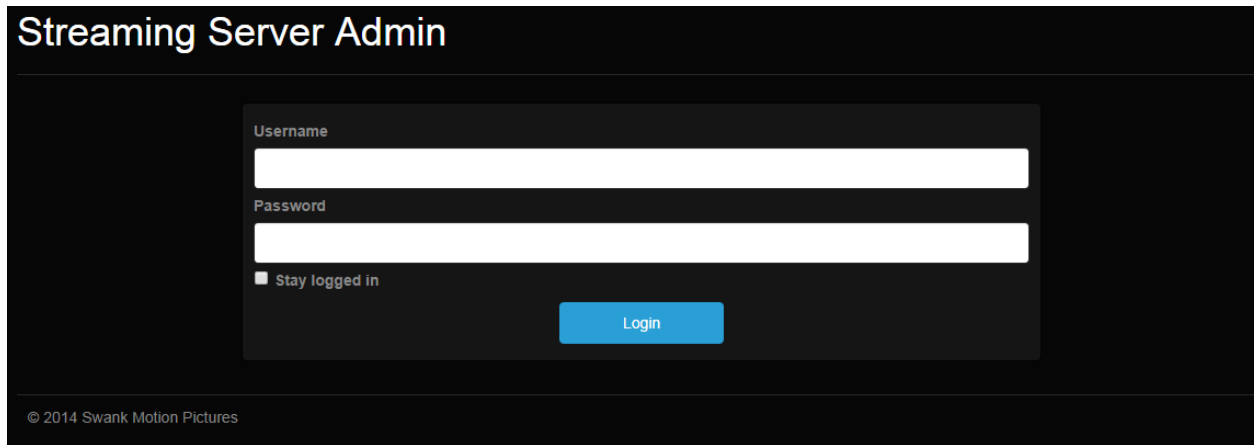 Streaming Server Admin
Username
Password
Stay logged in
Login
© 2014 Swank Motion Pictures